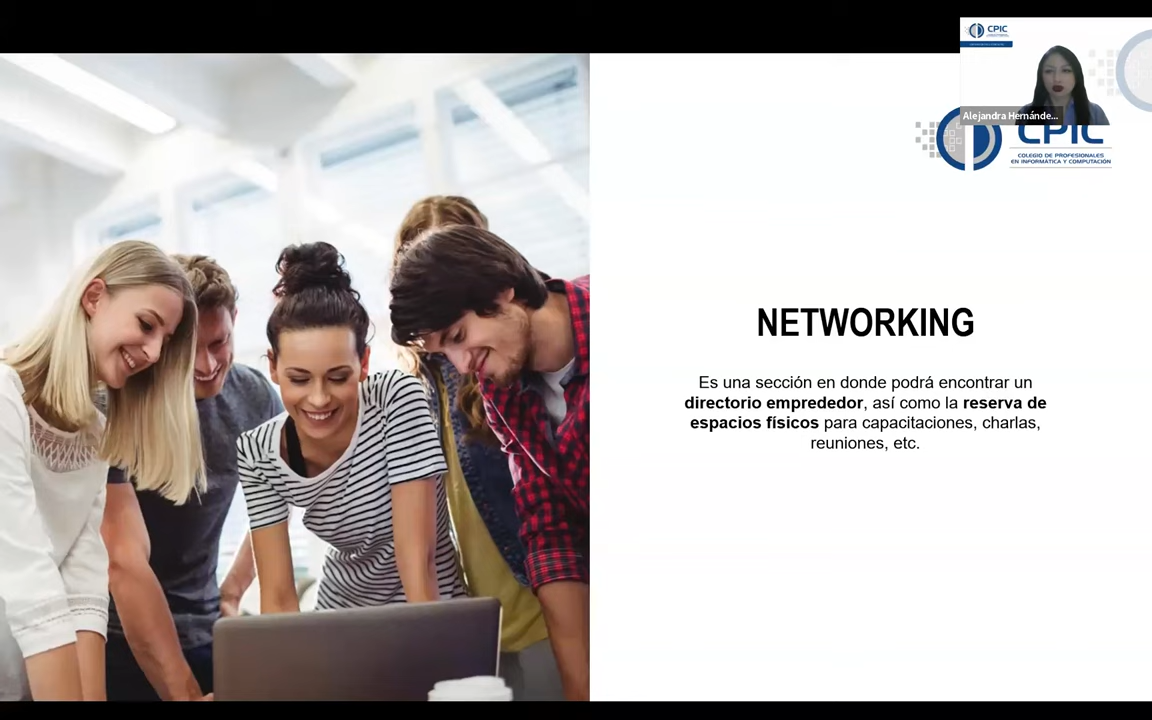 CPIC
Alejandra Hernánde...
CPIC
COLEGIO DE PROFESIONALES
EN INFORMÁTICA Y COMPUTACIÓN
NETWORKING
Es una sección en donde podrá encontrar un
directorio emprededor, así como la reserva de
espacios físicos para capacitaciones, charlas,
reuniones, etc.